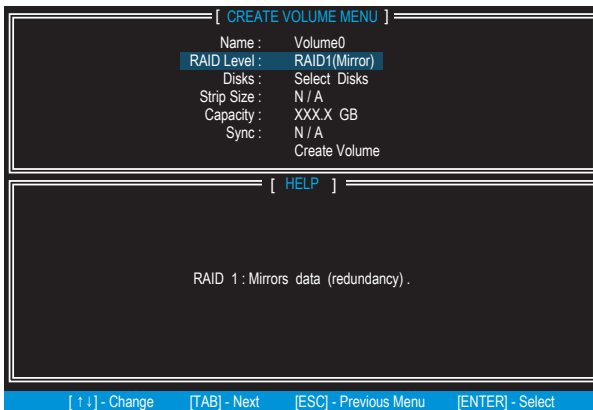 [ CREATE VOLUME MENU ]
Name : Volume0
RAID Level : RAID1(Mirror)
Disks : Select Disks
Strip Size : N / A
Capacity : XXX.X GB
Sync : N / A
Create Volume
[ HELP ]
RAID 1 : Mirrors data (redundancy) .
[ ↑↓] - Change [TAB] - Next [ESC] - Previous Menu [ENTER] - Select